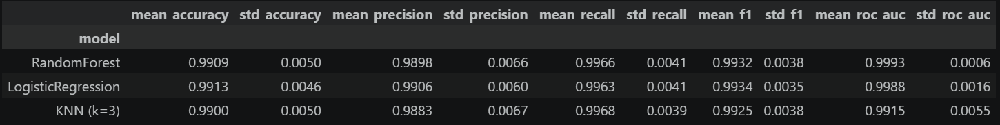 mean_accuracy std_accuracy mean_precision std_precision mean_recall std_recall mean_f1 std_f1 mean_roc_auc std_roc_auc
model
RandomForest 0.9909 0.0050 0.9898 0.0066 0.9966 0.0041 0.9932 0.0038 0.9993 0.0006
LogisticRegression 0.9913 0.0046 0.9906 0.0060 0.9963 0.0041 0.9934 0.0035 0.9988 0.0016
KNN (k=3) 0.9900 0.0050 0.9883 0.0067 0.9968 0.0039 0.9925 0.0038 0.9915 0.0055